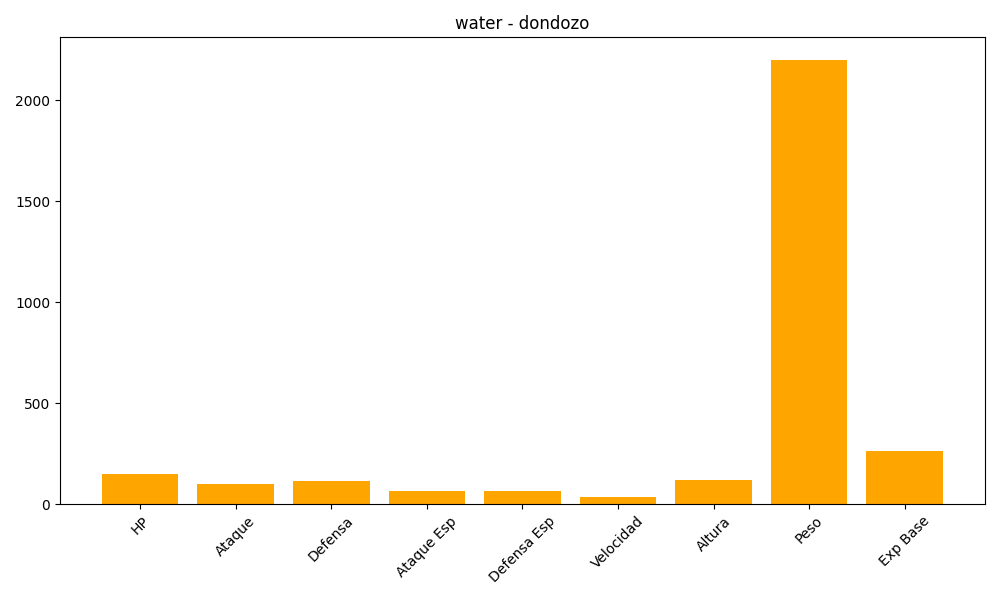 water - dondozo
2000
1500
1000
500
0
HP
Ataque
Defensa
Ataque Esp
Defensa Esp
Velocidad
Altura
Peso
Exp Base